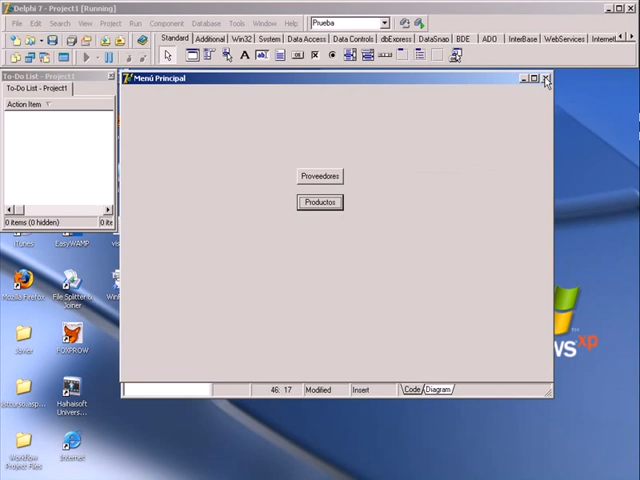 Delphi 7 - Project1 [Running]
File Edit Search View Project Run Component Database Tools Window Help
Prueba
Standard Additional Win32 System Data Access Data Controls dbExpress DataSnap BDE ADO InterBase WebServices
To-Do List - Project1
To-Do List - Project1
Action Item
0 items (0 hidden)
Menú Principal
Proveedores
Productos
46: 17 Modified Insert Code Diagram
iTunes EasyWAMP
Mozilla Firefox File Splitter & Joiner
Javier FOXPROW
Haihaisoft Univers...
Workflow Project Files Internet
xp